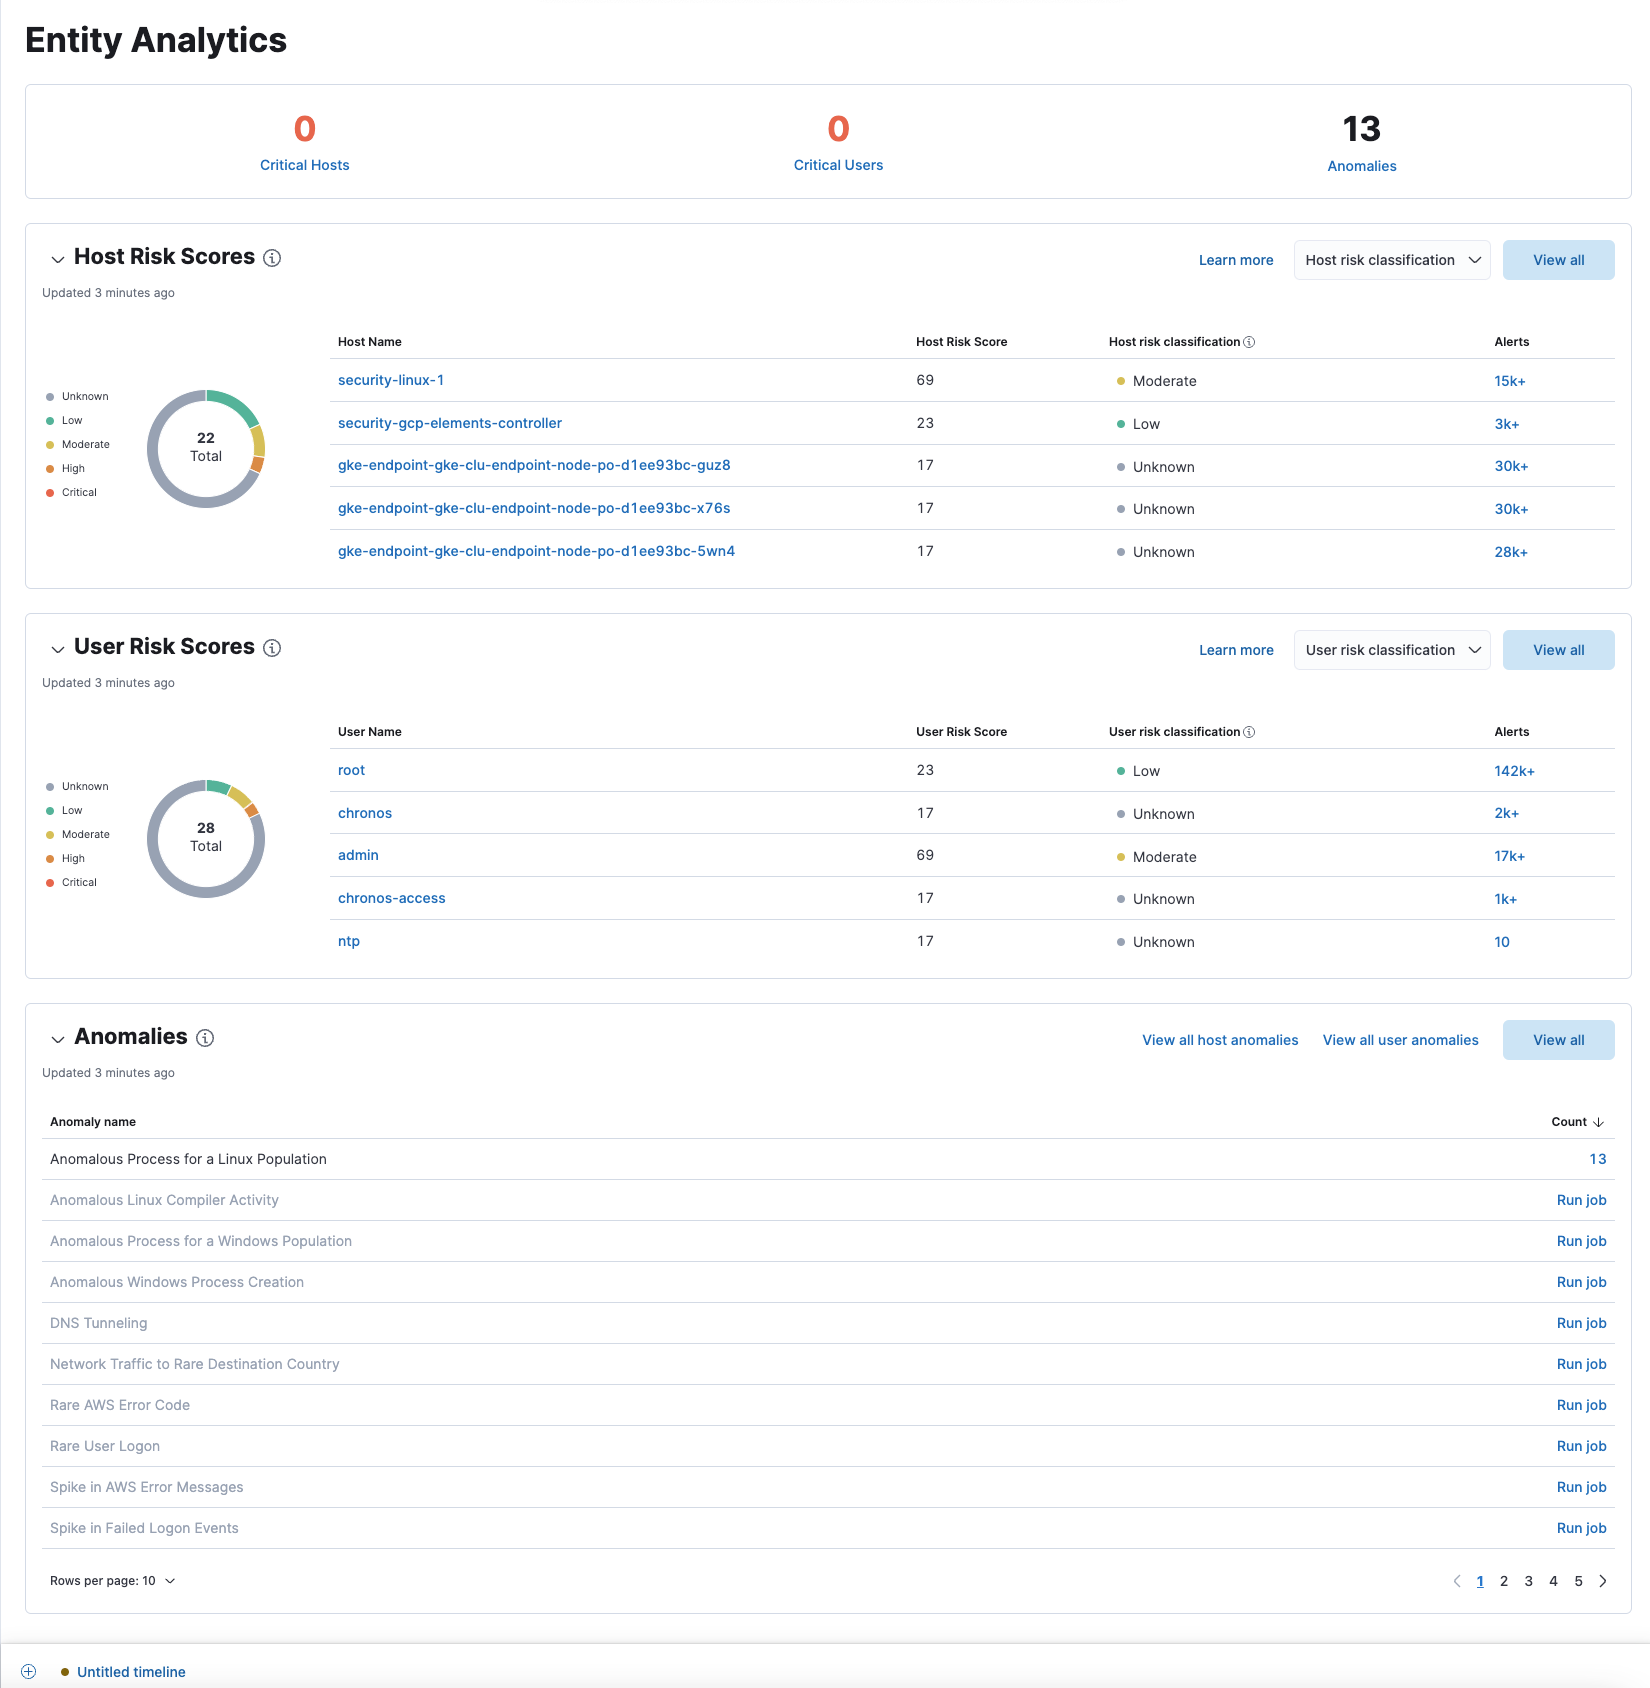 Entity Analytics
0
Critical Hosts
0
Critical Users
13
Anomalies
Host Risk Scores
Learn more
Host risk classification
View all
Updated 3 minutes ago
Unknown
Low
Moderate
High
Critical
22
Total
Host Name Host Risk Score Host risk classification Alerts
security-linux-1 69 Moderate 15k+
security-gcp-elements-controller 23 Low 3k+
gke-endpoint-gke-clu-endpoint-node-po-d1ee93bc-guz8 17 Unknown 30k+
gke-endpoint-gke-clu-endpoint-node-po-d1ee93bc-x76s 17 Unknown 30k+
gke-endpoint-gke-clu-endpoint-node-po-d1ee93bc-5wn4 17 Unknown 28k+
User Risk Scores
Learn more
User risk classification
View all
Updated 3 minutes ago
Unknown
Low
Moderate
High
Critical
28
Total
User Name User Risk Score User risk classification Alerts
root 23 Low 142k+
chronos 17 Unknown 2k+
admin 69 Moderate 17k+
chronos-access 17 Unknown 1k+
ntp 17 Unknown 10
Anomalies
View all host anomalies
View all user anomalies
View all
Updated 3 minutes ago
Anomaly name Count
Anomalous Process for a Linux Population 13
Anomalous Linux Compiler Activity Run job
Anomalous Process for a Windows Population Run job
Anomalous Windows Process Creation Run job
DNS Tunneling Run job
Network Traffic to Rare Destination Country Run job
Rare AWS Error Code Run job
Rare User Logon Run job
Spike in AWS Error Messages Run job
Spike in Failed Logon Events Run job
Rows per page: 10
1 2 3 4 5
Untitled timeline